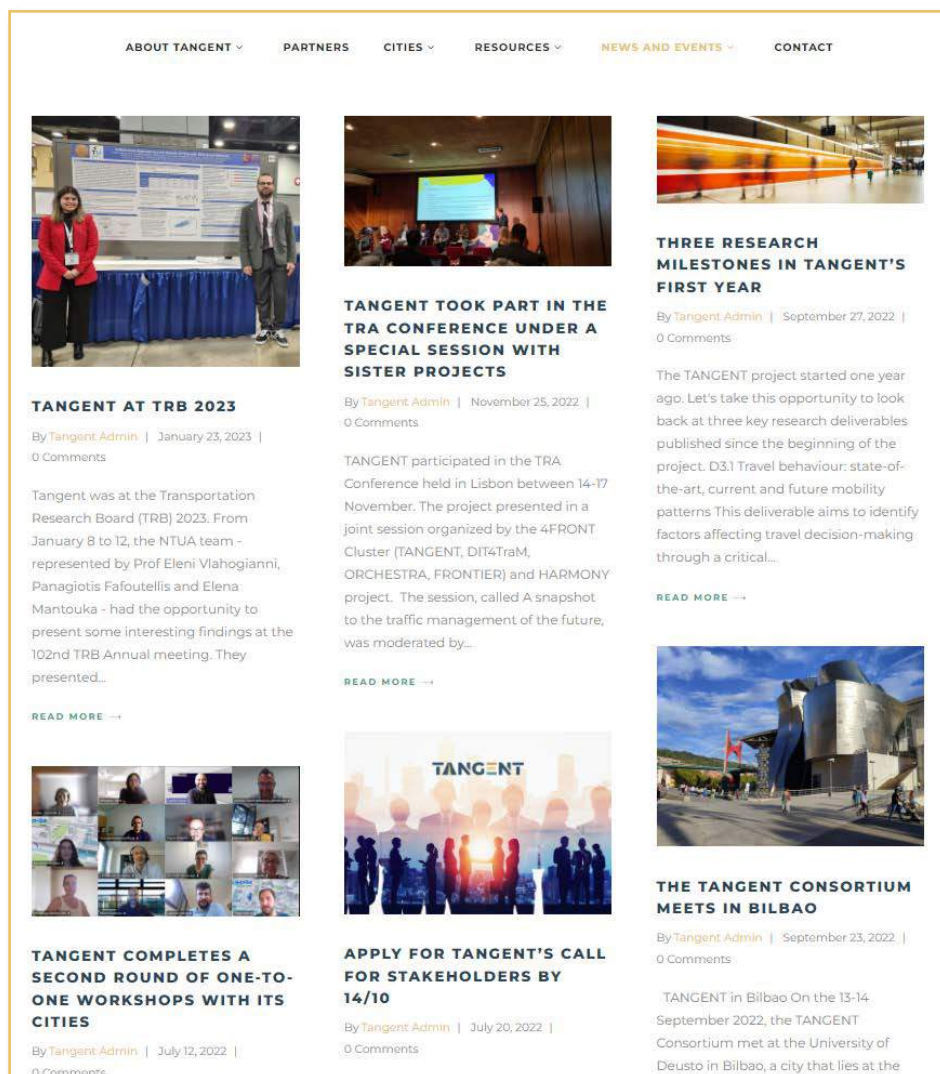 ABOUT TANGENT
PARTNERS
CITIES
RESOURCES
NEWS AND EVENTS
CONTACT
TANGENT AT TRB 2023
By Tangent Admin | January 23, 2023 |
0 Comments
Tangent was at the Transportation
Research Board (TRB) 2023. From
January 8 to 12, the NTUA team -
represented by Prof Eleni Vlahogianni,
Panagiotis Fafoutellis and Elena
Mantouka - had the opportunity to
present some interesting findings at the
102nd TRB Annual meeting. They
presented...
READ MORE →
TANGENT COMPLETES A
SECOND ROUND OF ONE-TO-
ONE WORKSHOPS WITH ITS
CITIES
By Tangent Admin | July 12, 2022 |
0 Comments
TANGENT TOOK PART IN THE
TRA CONFERENCE UNDER A
SPECIAL SESSION WITH
SISTER PROJECTS
By Tangent Admin | November 25, 2022 |
0 Comments
TANGENT participated in the TRA
Conference held in Lisbon between 14-17
November. The project presented in a
joint session organized by the 4FRONT
Cluster (TANGENT, DIT4TraM,
ORCHESTRA, FRONTIER) and HARMONY
project. The session, called A snapshot
to the traffic management of the future,
was moderated by...
READ MORE →
TANGENT
APPLY FOR TANGENT'S CALL
FOR STAKEHOLDERS BY
14/10
By Tangent Admin | July 20, 2022 |
0 Comments
THREE RESEARCH
MILESTONES IN TANGENT'S
FIRST YEAR
By Tangent Admin | September 27, 2022 |
0 Comments
The TANGENT project started one year
ago. Let's take this opportunity to look
back at three key research deliverables
published since the beginning of the
project. D3.1 Travel behaviour: state-of-
the-art, current and future mobility
patterns This deliverable aims to identify
factors affecting travel decision-making
through a critical...
READ MORE →
THE TANGENT CONSORTIUM
MEETS IN BILBAO
By Tangent Admin | September 23, 2022 |
0 Comments
TANGENT in Bilbao On the 13-14
September 2022, the TANGENT
Consortium met at the University of
Deusto in Bilbao, a city that lies at the